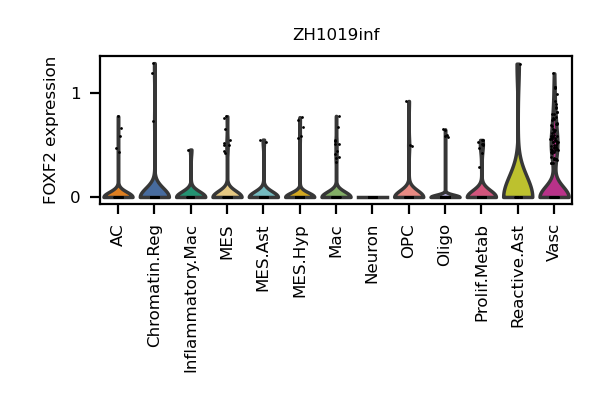 ZH1019inf
FOXF2 expression
1
0
AC
Chromatin.Reg
Inflammatory.Mac
MES
MES.Ast
MES.Hyp
Mac
Neuron
OPC
Oligo
Prolif.Metab
Reactive.Ast
Vasc